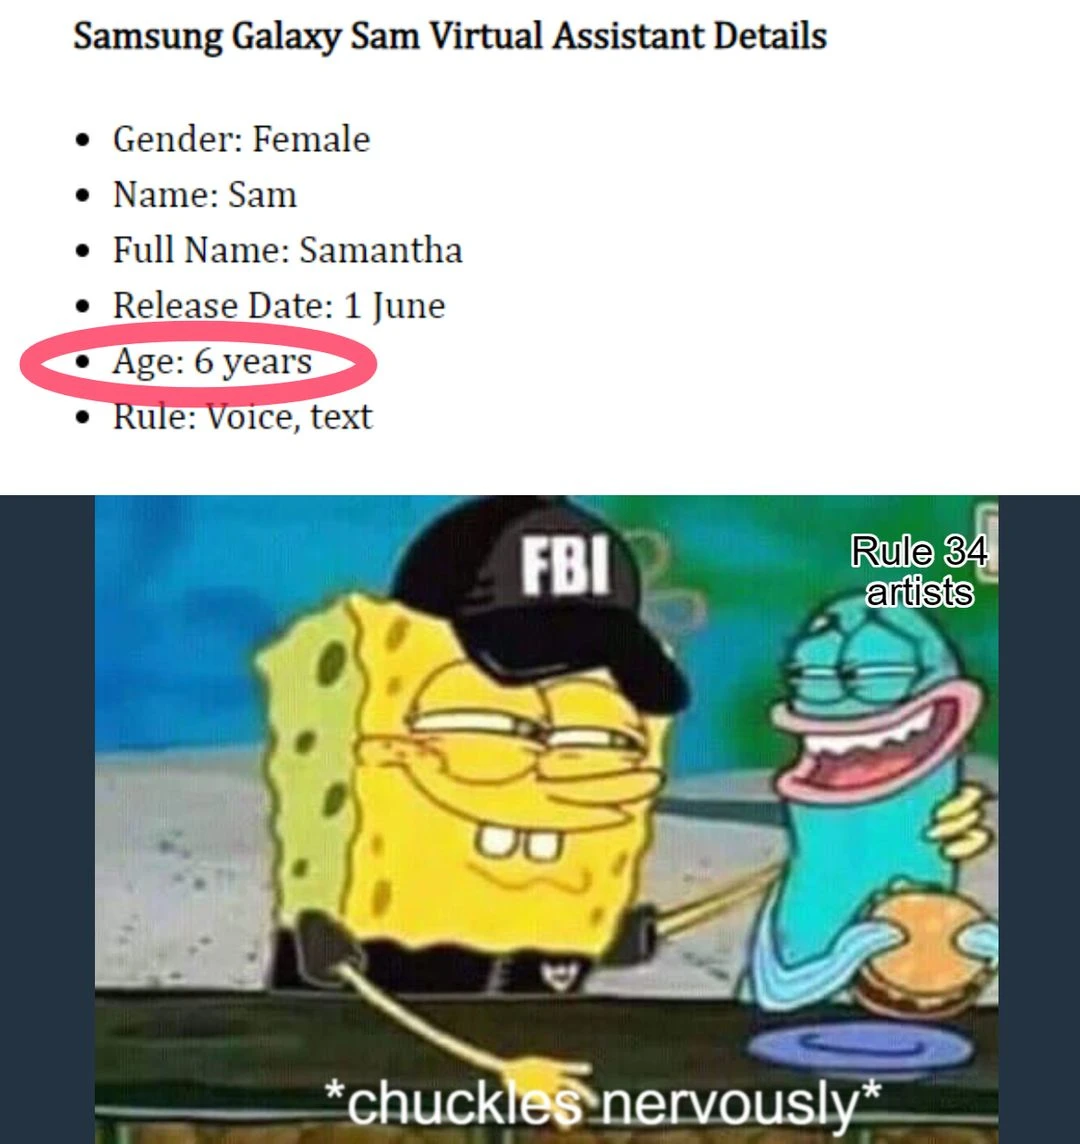 Samsung Galaxy Sam Virtual Assistant Details
• Gender: Female
• Name: Sam
• Full Name: Samantha
• Release Date: 1 June
• Age: 6 years
• Rule: Voice, text
FBI
Rule 34
artists
*chuckles nervously*